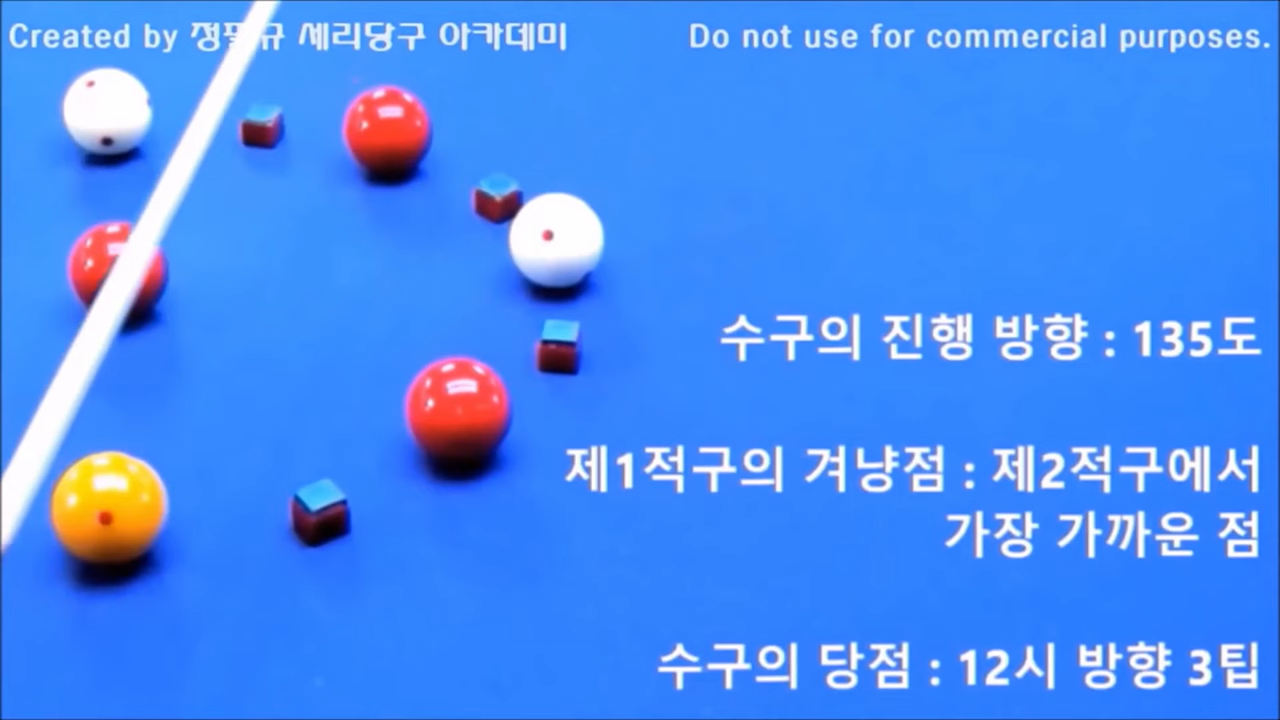 Created by 정필규 세리당구 아카데미
Do not use for commercial purposes.
수구의 진행 방향 : 135도
제1적구의 겨냥점 : 제2적구에서
가장 가까운 점
수구의 당점 : 12시 방향 3팁